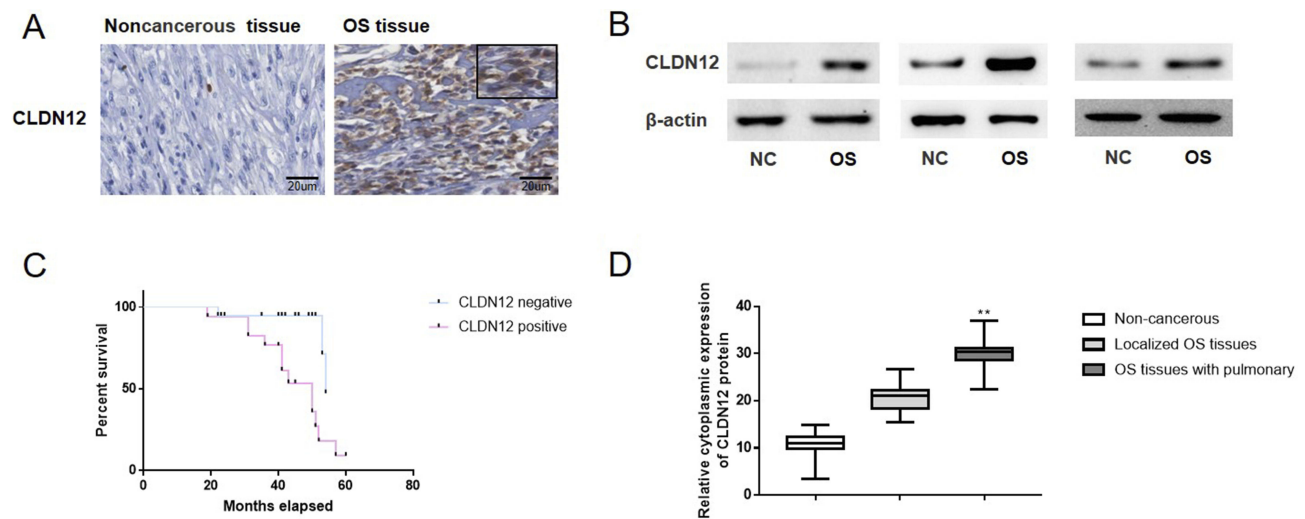 A
Noncancerous tissue
OS tissue
CLDN12
20um
20um
B
CLDN12
β-actin
NC
OS
NC
OS
NC
OS
C
Percent survival
100
50
0
0
20
40
60
80
Months elapsed
CLDN12 negative
CLDN12 positive
D
Relative cytoplasmic expression
of CLDN12 protein
40
30
20
10
0
**
Non-cancerous
Localized OS tissues
OS tissues with pulmonary